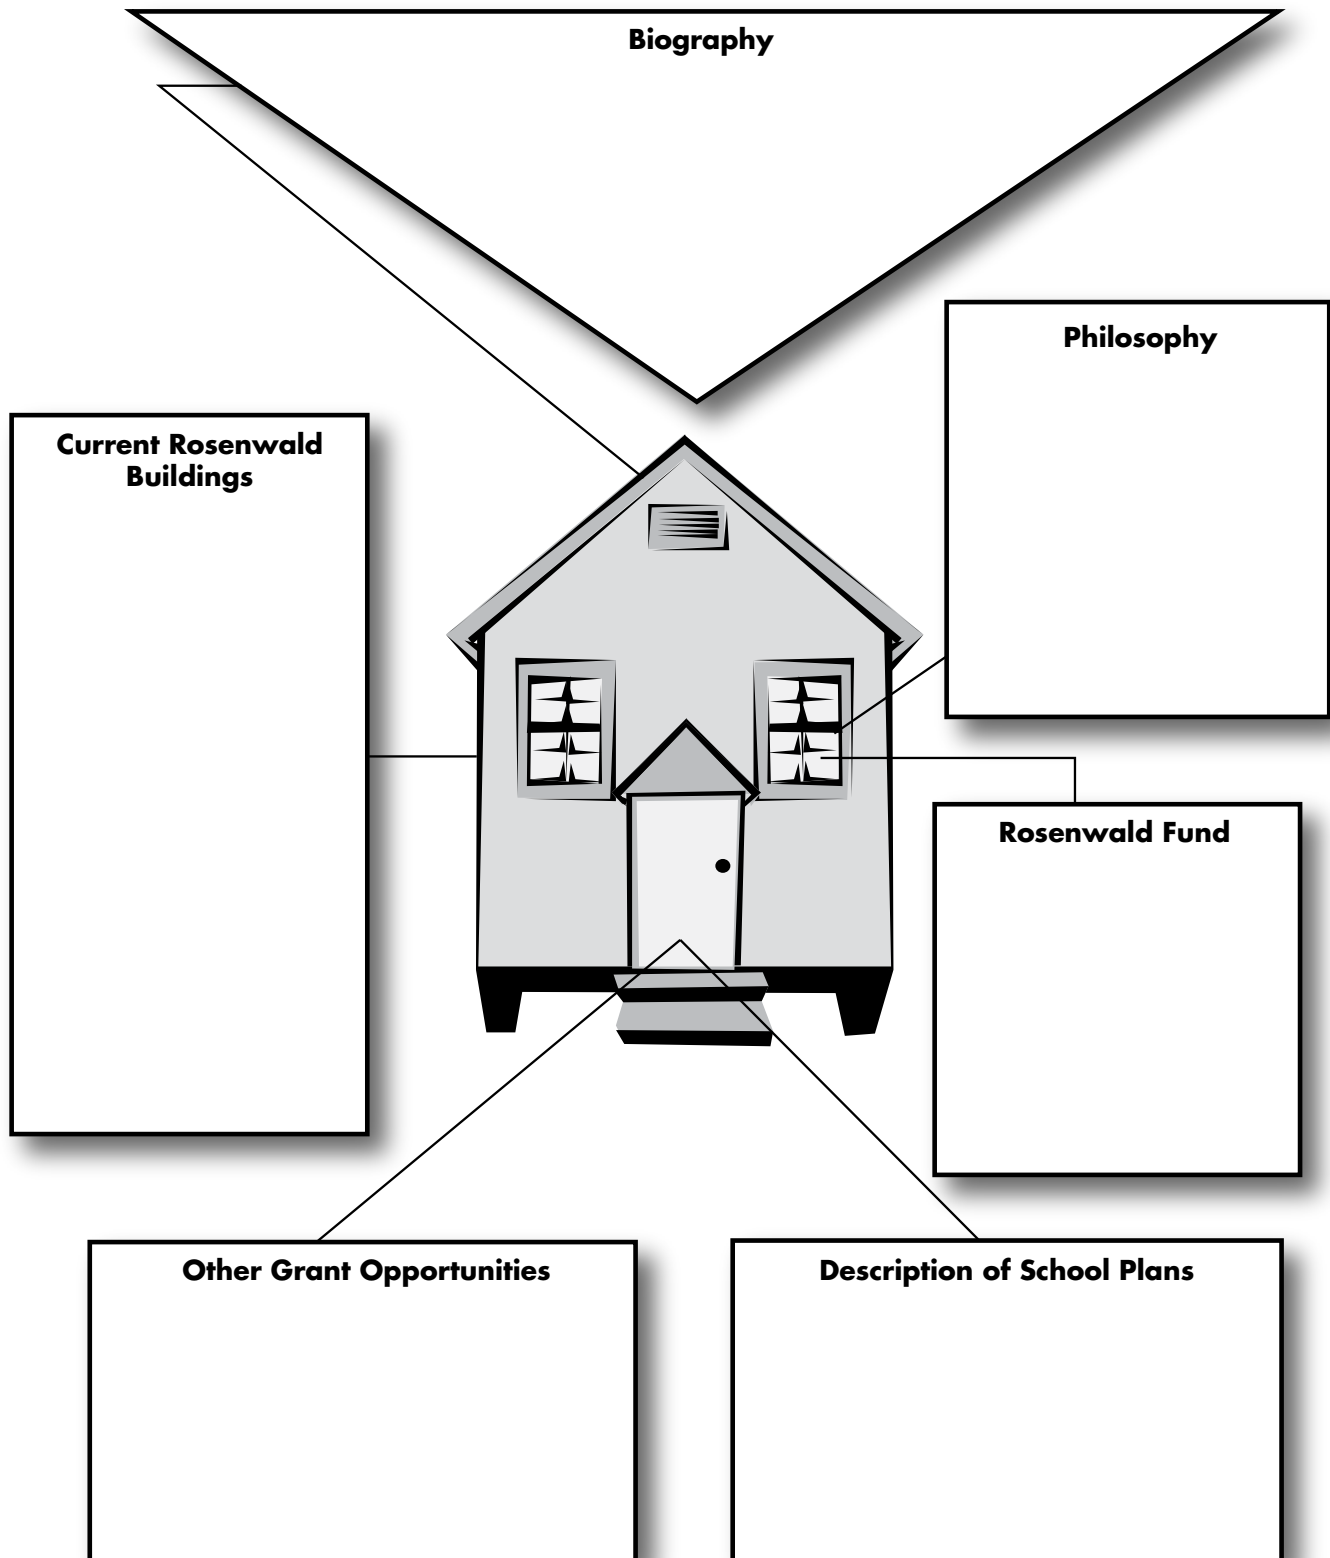 Biography
Philosophy
Current Rosenwald
Buildings
Rosenwald Fund
Other Grant Opportunities
Description of School Plans